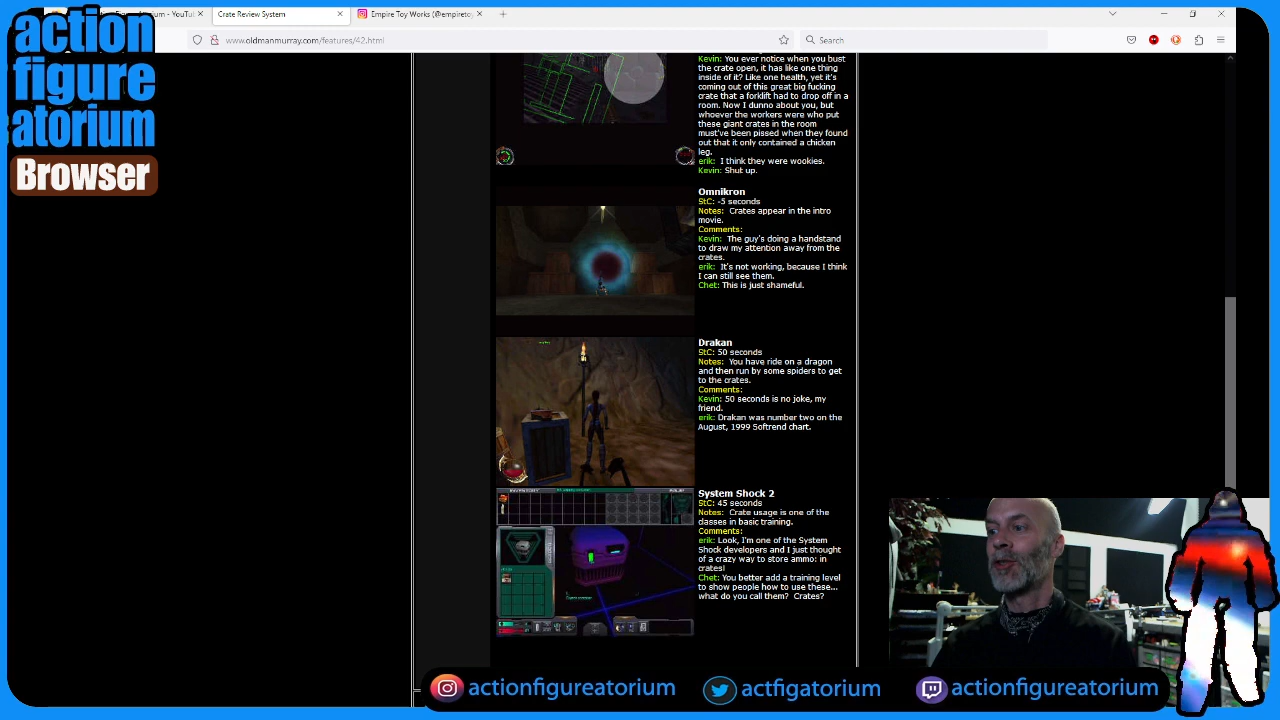 action
figure
atorium
Browser
Crate Review System
Empire Toy Works (@empiretoy
www.oldmanmurray.com/features/42.html
Search
Kevin: You ever notice when you bust
the crate open, it has like one thing
inside of it? Like one health, yet it's
coming out of this great big fucking
crate that a forklift had to drop off in a
room. Now I dunno about you, but
whoever the workers were who put
these giant crates in the room
must've been pissed when they found
out that it only contained a chicken
leg.
erik: I think they were wookies.
Kevin: Shut up.
Omnikron
StC: -5 seconds
Notes: Crates appear in the intro
movie.
Comments:
Kevin: The guy's doing a handstand
to draw my attention away from the
crates.
erik: It's not working, because I think
I can still see them.
Chet: This is just shameful.
Drakan
StC: 50 seconds
Notes: You have ride on a dragon
and then run by some spiders to get
to the crates.
Comments:
Kevin: 50 seconds is no joke, my
friend.
erik: Drakan was number two on the
August, 1999 Softrend chart.
System Shock 2
StC: 45 seconds
Notes: Crate usage is one of the
classes in basic training.
Comments:
erik: Look, I'm one of the System
Shock developers and I just thought
of a crazy way to store ammo: in
crates!
Chet: You better add a training level
to show people how to use these...
what do you call them? Crates?
actionfigureatorium
actfigatorium
actionfigureatorium